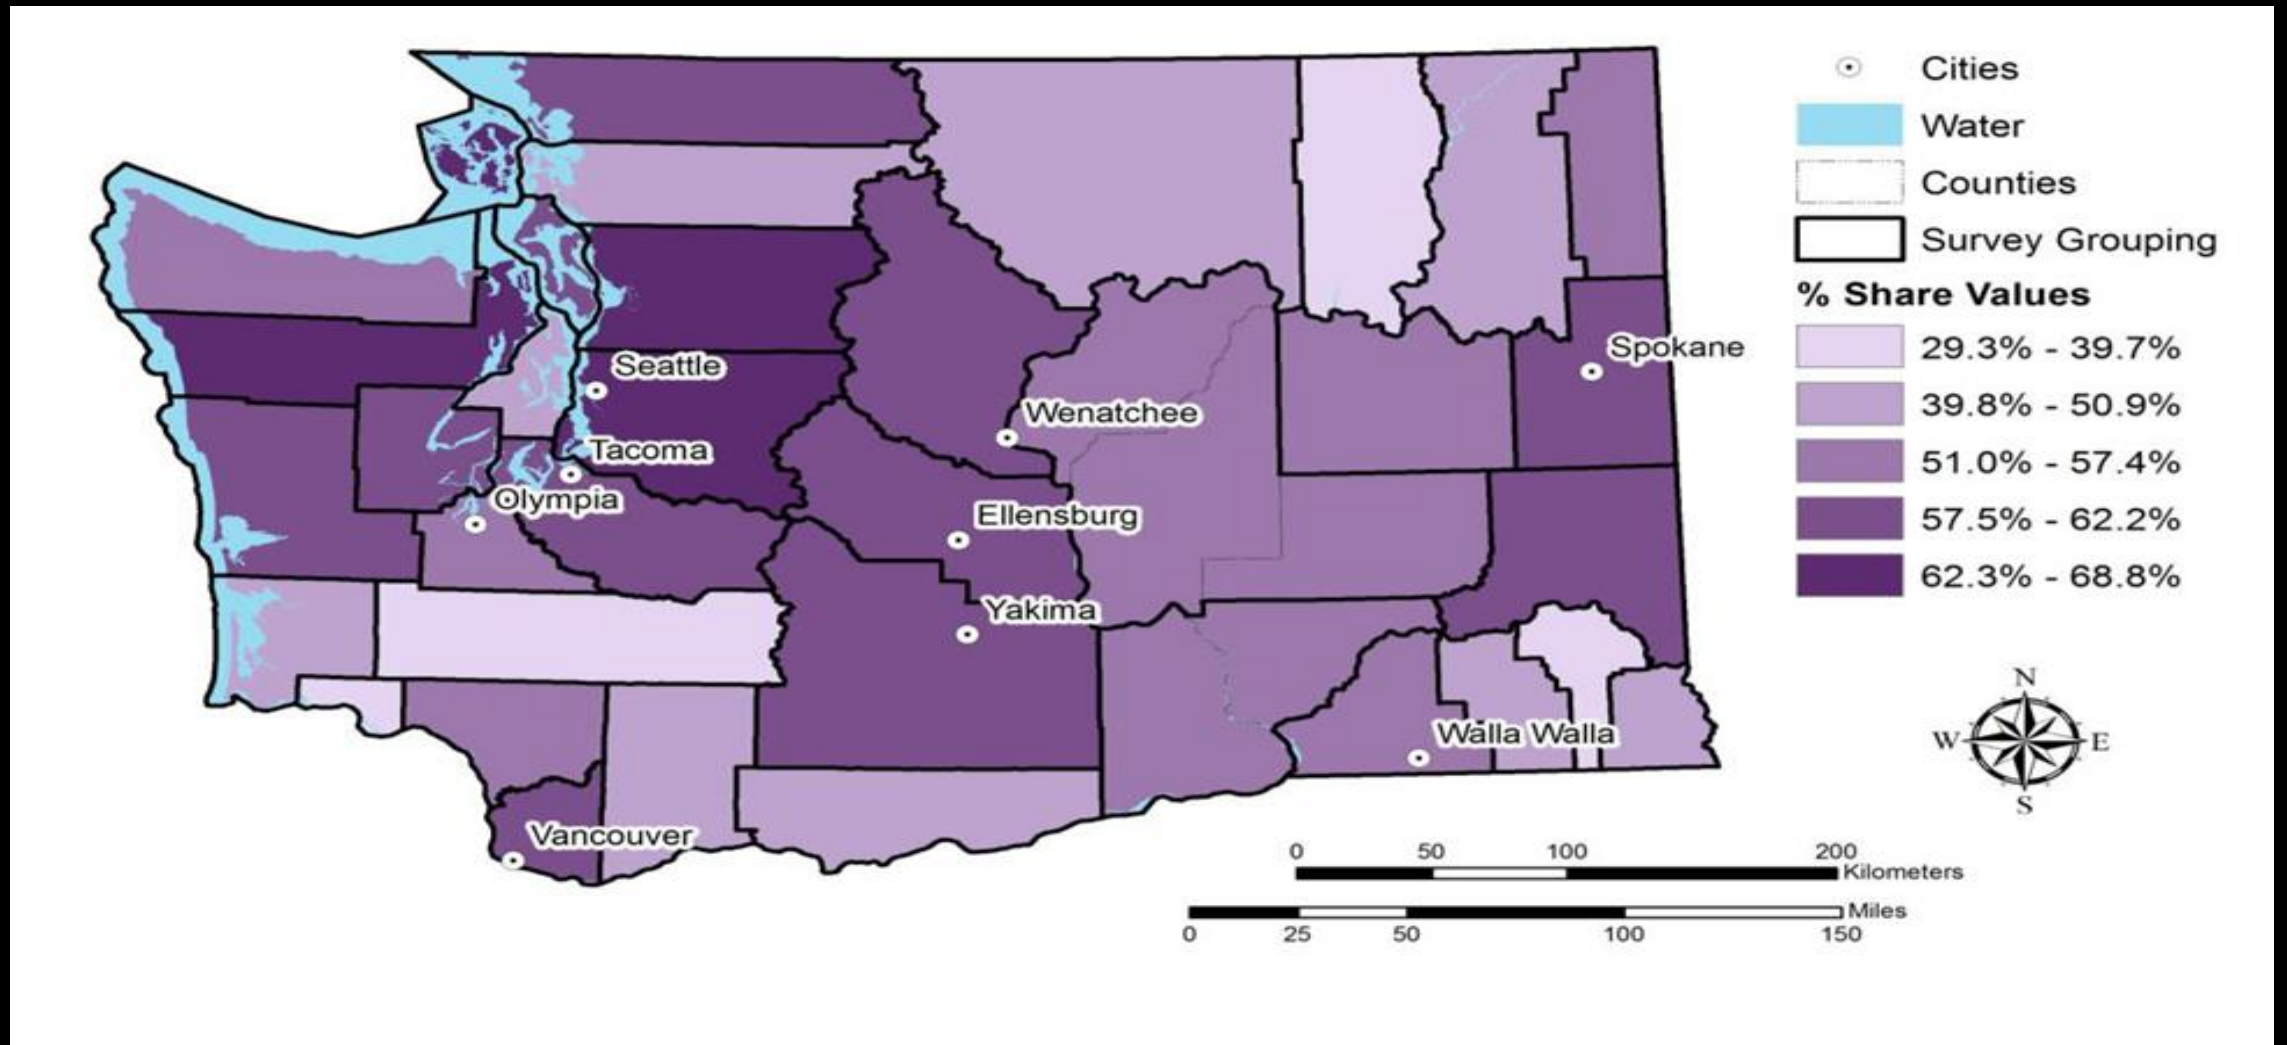 Cities
Water
Counties
Survey Grouping
% Share Values
29.3% - 39.7%
39.8% - 50.9%
51.0% - 57.4%
57.5% - 62.2%
62.3% - 68.8%
Spokane
Seattle
Wenatchee
Tacoma
Olympia
Ellensburg
Yakima
Walla Walla
Vancouver
N
W E
S
0 50 100 200
Kilometers
Miles
0 25 50 100 150